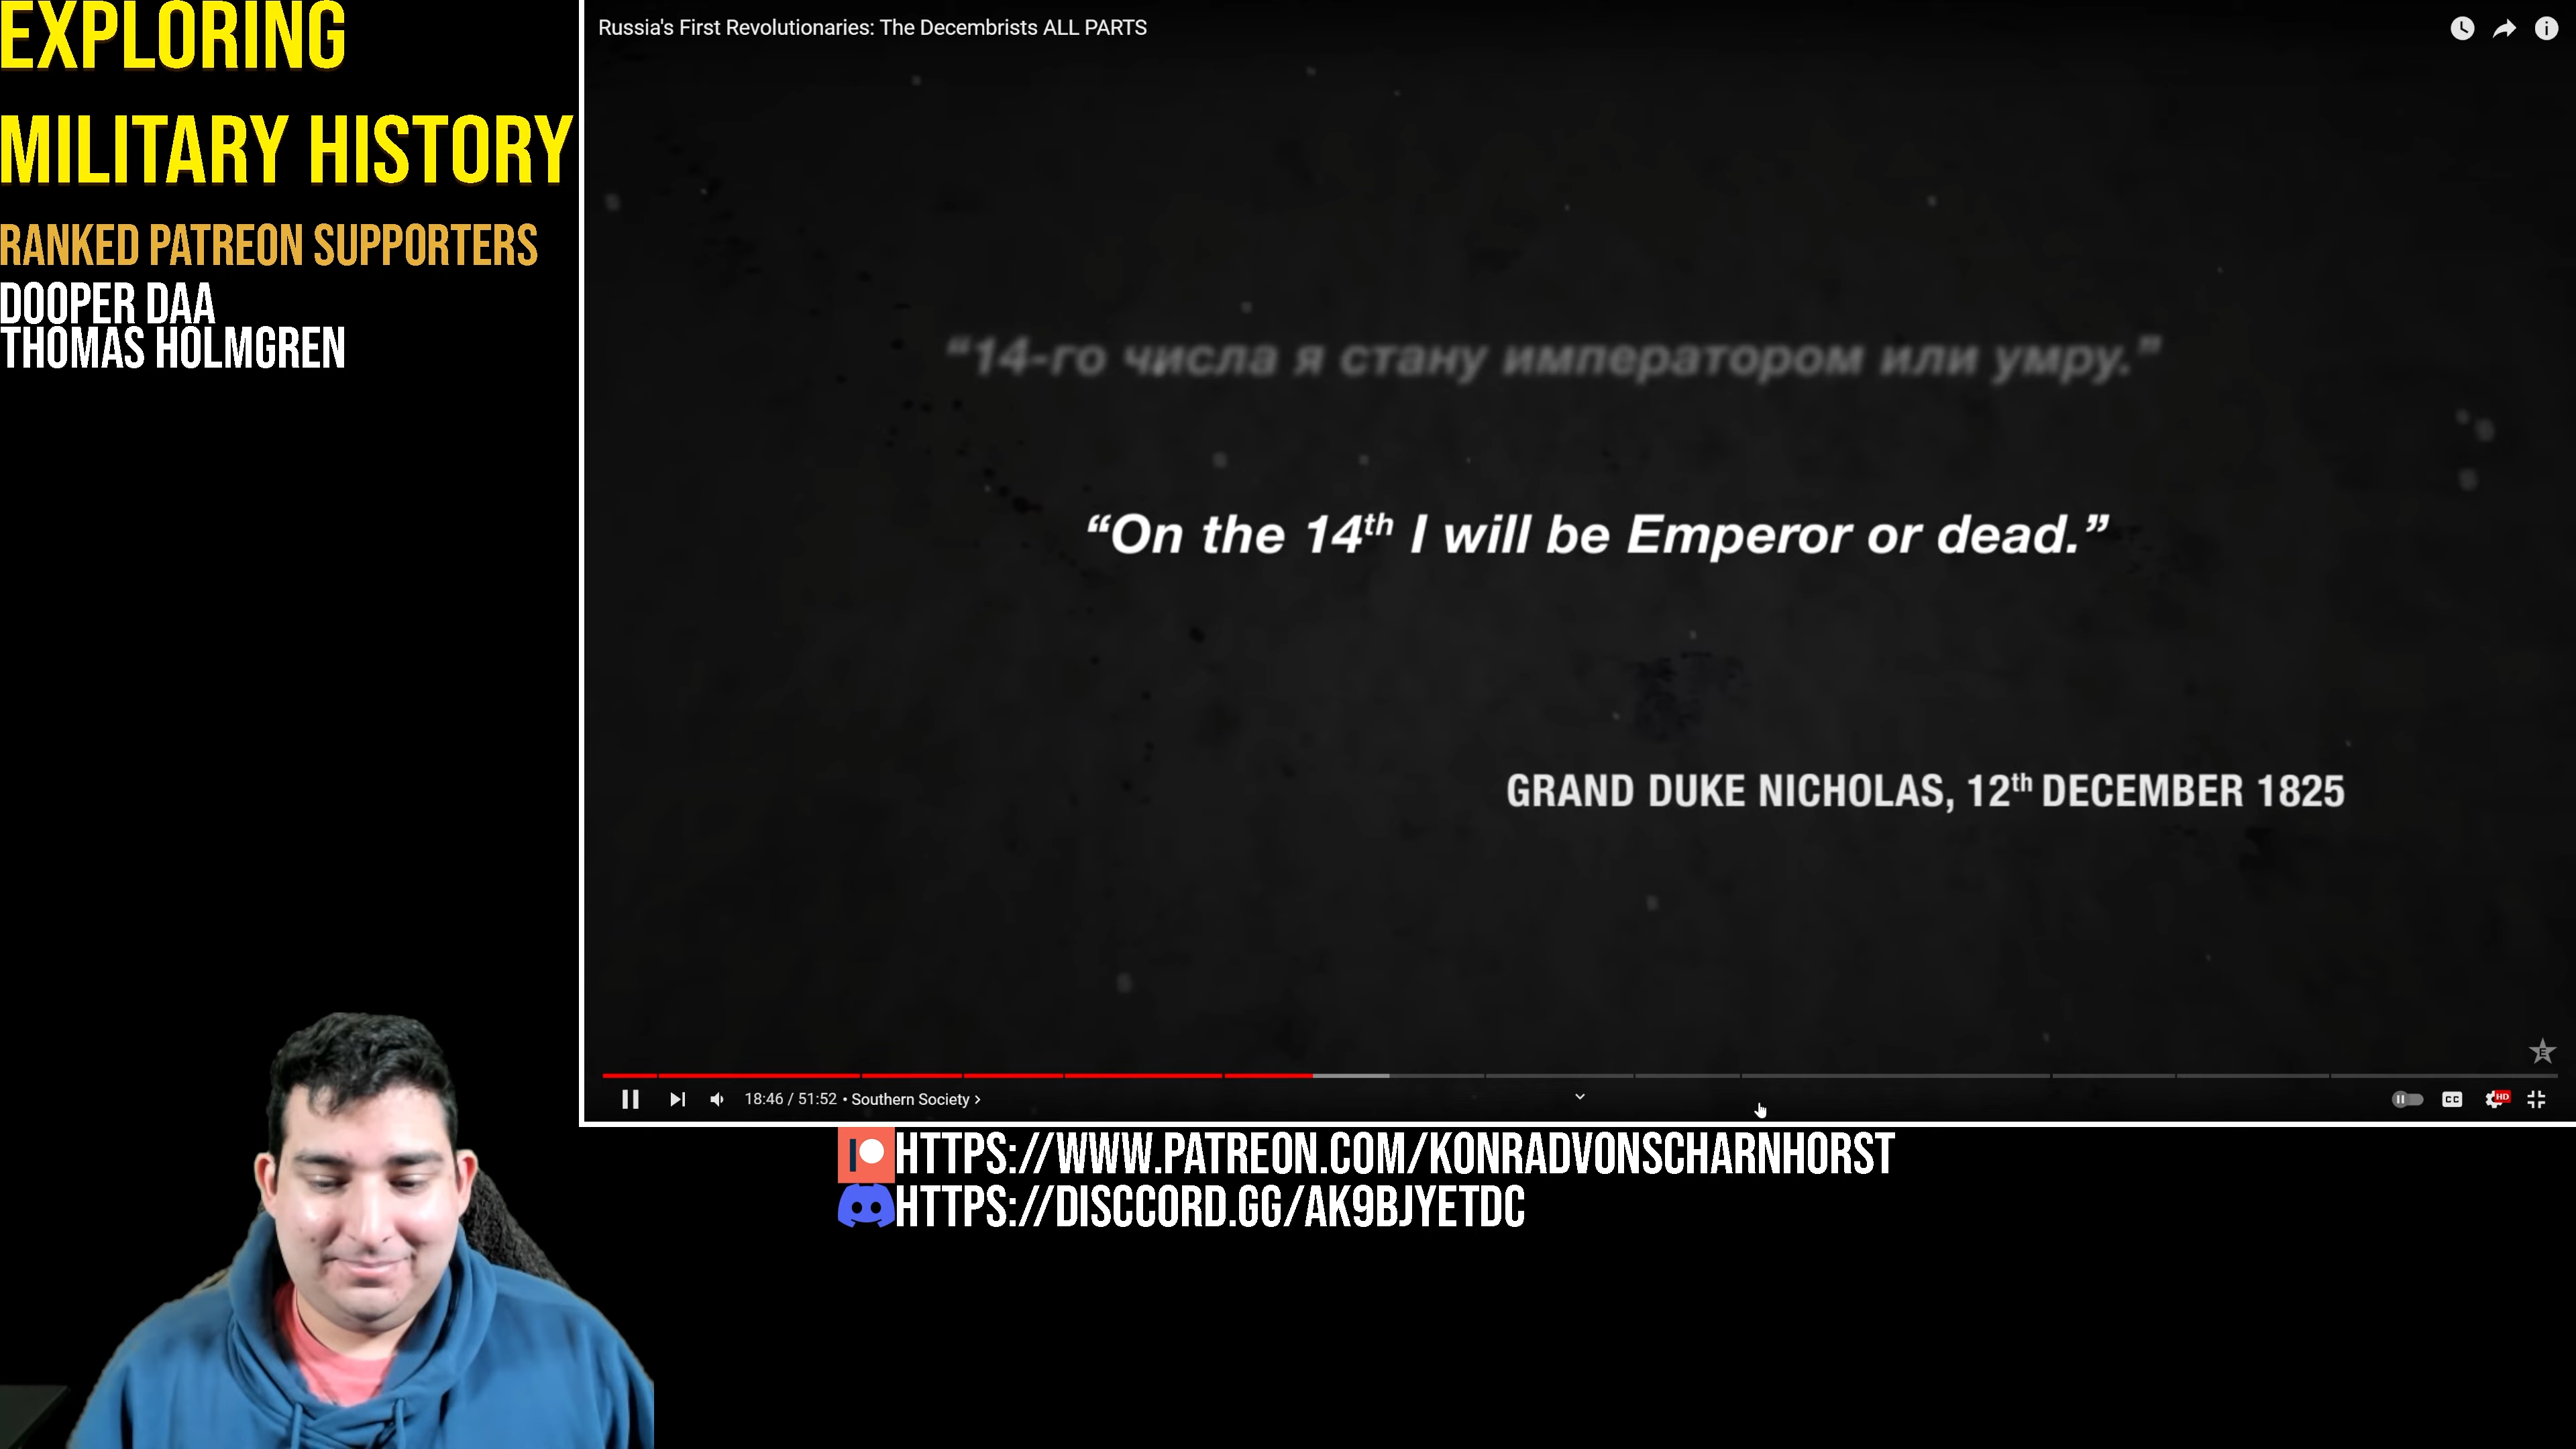 EXPLORING
MILITARY HISTORY
RANKED PATREON SUPPORTERS
DOOPER DAA
THOMAS HOLMGREN
Russia's First Revolutionaries: The Decembrists ALL PARTS
“14-го числа я стану императором или умру.”
“On the 14th I will be Emperor or dead.”
GRAND DUKE NICHOLAS, 12th DECEMBER 1825
E
18:46 / 51:52 • Southern Society ›
CC
HD
HTTPS://WWW.PATREON.COM/KONRADVONSCHARNHORST
HTTPS://DISCCORD.GG/AK9BJYETDC